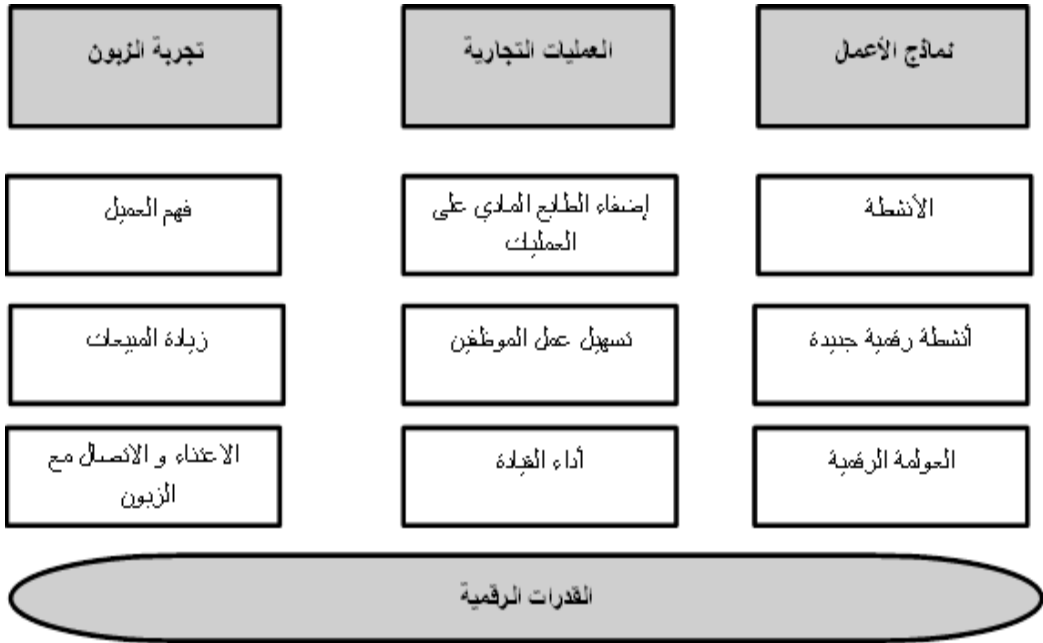 نماذج الأعمال
العمليات التجارية
تجربة الزبون
الأنشطة
إضفاء الطابع المادي على
العمليات
فهم العميل
أنشطة رقمية جديدة
تسهيل عمل الموظفين
زيادة المبيعات
العولمة الرقمية
أداء القيادة
الاعتناء و الاتصال مع
الزبون
القدرات الرقمية